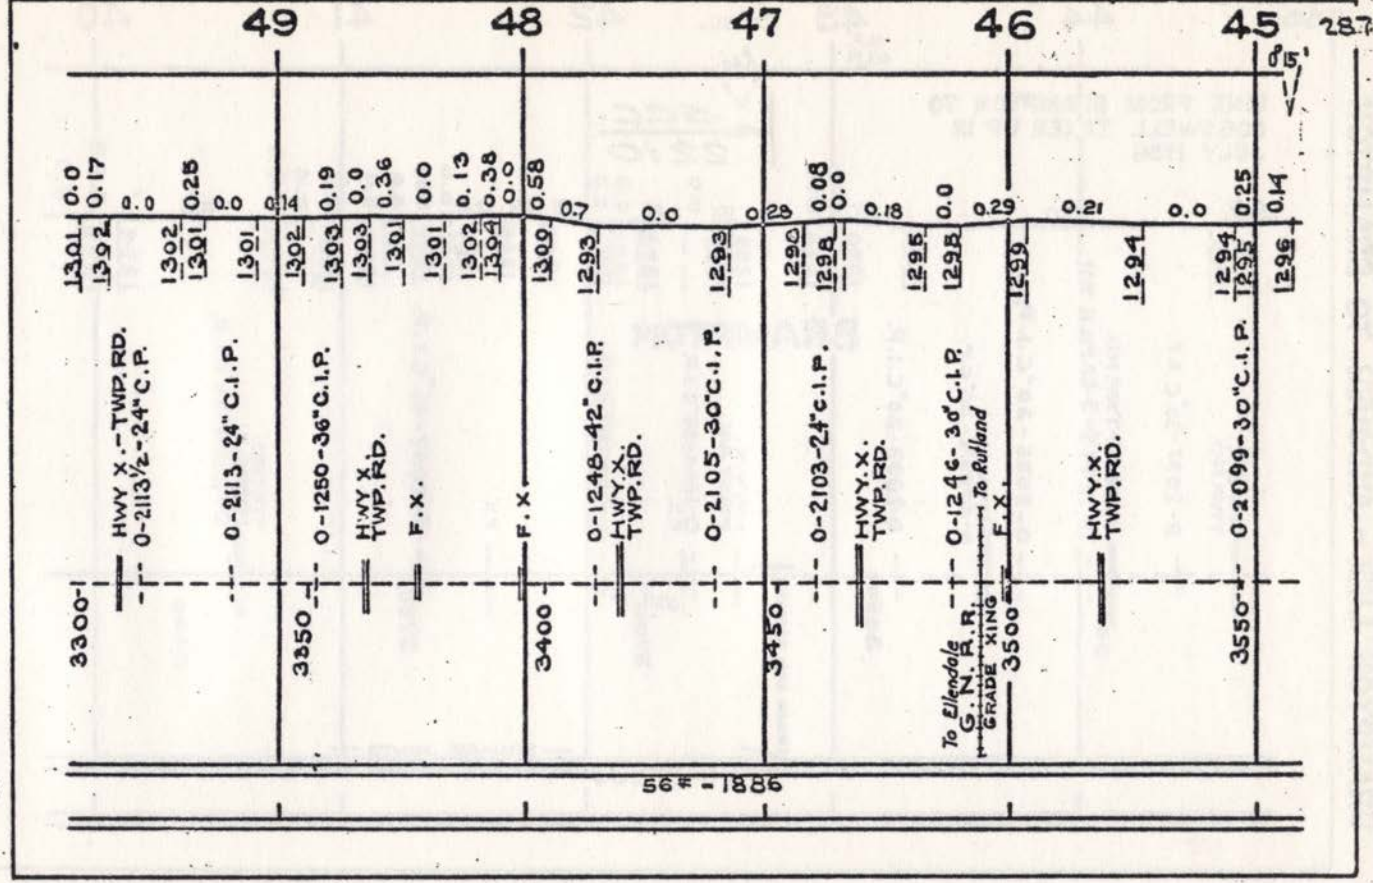 49 48 47 46 45 28.7
0°15'
0.0 0.17 0.0 0.25 0.0 0.14 0.19 0.0 0.36 0.0 0.13 0.38 0.0 0.58 0.7 0.0 0.29 0.08 0.0 0.18 0.0 0.29 0.21 0.0 0.25 0.14
1301 1302 1302 1301 1301 1302 1303 1303 1301 1301 1302 1304 1300 1293 1293 1290 1298 1295 1298 1299 1294 1294 1295 1296
HWY X.-TWP. RD.
0-2113½-24" C.P.
0-2113-24" C.I.P.
0-1250-36" C.I.P.
HWY X
TWP. RD.
F. X.
F. X
0-1248-42" C.I.P.
HWY. X.
TWP. RD.
0-2105-30" C.I.P.
0-2103-24" C.I.P.
HWY. X.
TWP. RD.
0-1246-30" C.I.P.
To Rutland
F. X.
HWY. X.
TWP. RD.
0-2099-30" C.I.P.
3300 3350 3400 3450
To Ellendale
G. N. R. R.
GRADE XING
3500 3550
56# - 1886